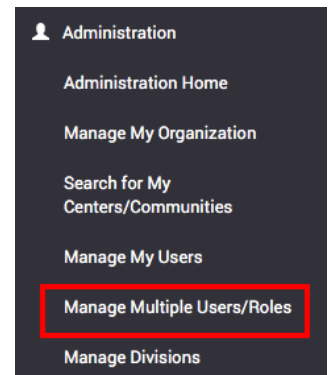 Administration
Administration Home
Manage My Organization
Search for My
Centers/Communities
Manage My Users
Manage Multiple Users/Roles
Manage Divisions